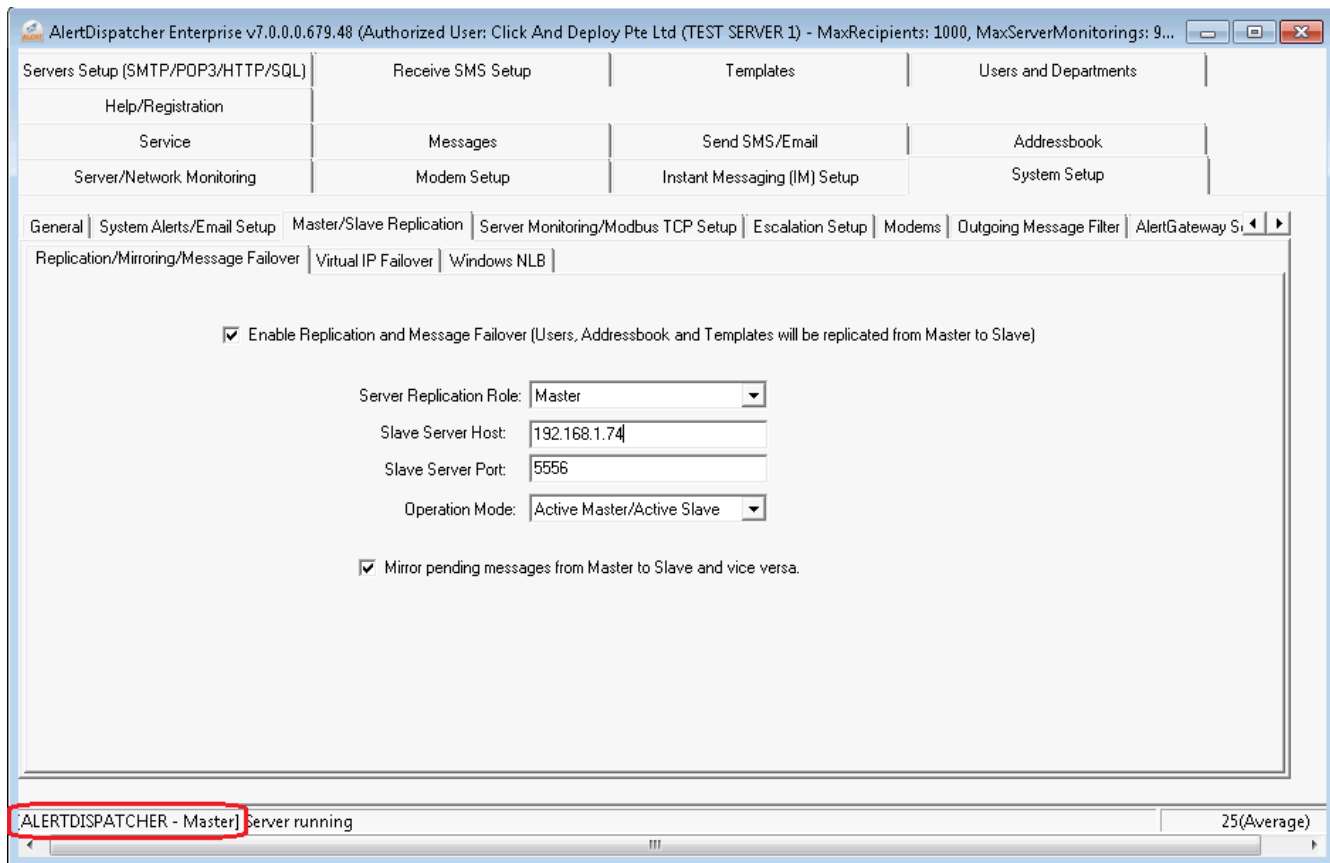 AlertDispatcher Enterprise v7.0.0.0.679.48 (Authorized User: Click And Deploy Pte Ltd (TEST SERVER 1) - MaxRecipients: 1000, MaxServerMonitorings: 9...
Servers Setup (SMTP/POP3/HTTP/SQL) Receive SMS Setup Templates Users and Departments
Help/Registration
Service Messages Send SMS/Email Addressbook
Server/Network Monitoring Modem Setup Instant Messaging (IM) Setup System Setup
General System Alerts/Email Setup Master/Slave Replication Server Monitoring/Modbus TCP Setup Escalation Setup Modems Outgoing Message Filter AlertGateway
Replication/Mirroring/Message Failover Virtual IP Failover Windows NLB
Enable Replication and Message Failover (Users, Addressbook and Templates will be replicated from Master to Slave)
Server Replication Role: Master
Slave Server Host: 192.168.1.74
Slave Server Port: 5556
Operation Mode: Active Master/Active Slave
Mirror pending messages from Master to Slave and vice versa.
[ALERTDISPATCHER - Master] Server running 25(Average)